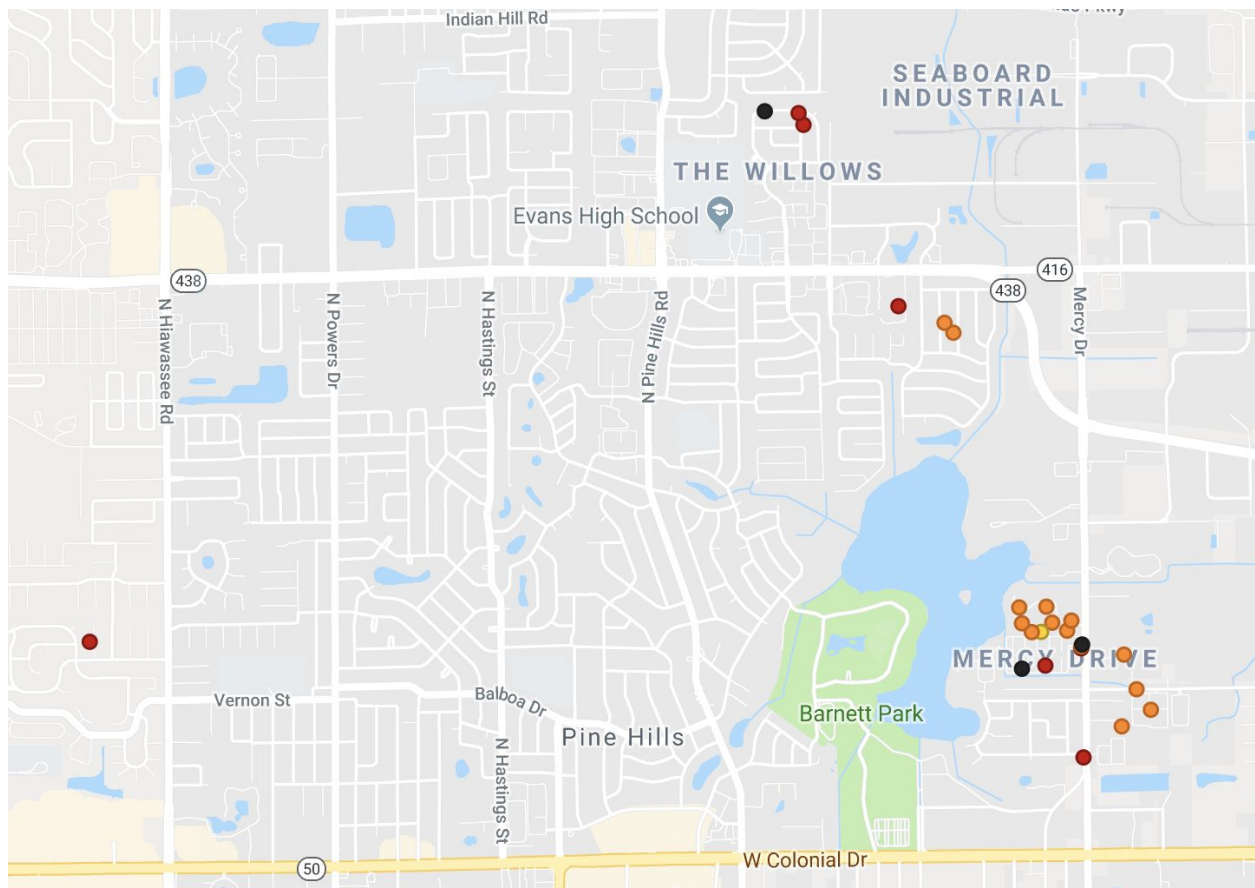 Indian Hill Rd
SEABOARD
INDUSTRIAL
THE WILLOWS
Evans High School
438
416
438
N Hiawassee Rd
N Powers Dr
N Hastings St
N Pine Hills Rd
Mercy Dr
MERCY DRIVE
Vernon St
Balboa Dr
Barnett Park
Pine Hills
N Hastings St
50
W Colonial Dr